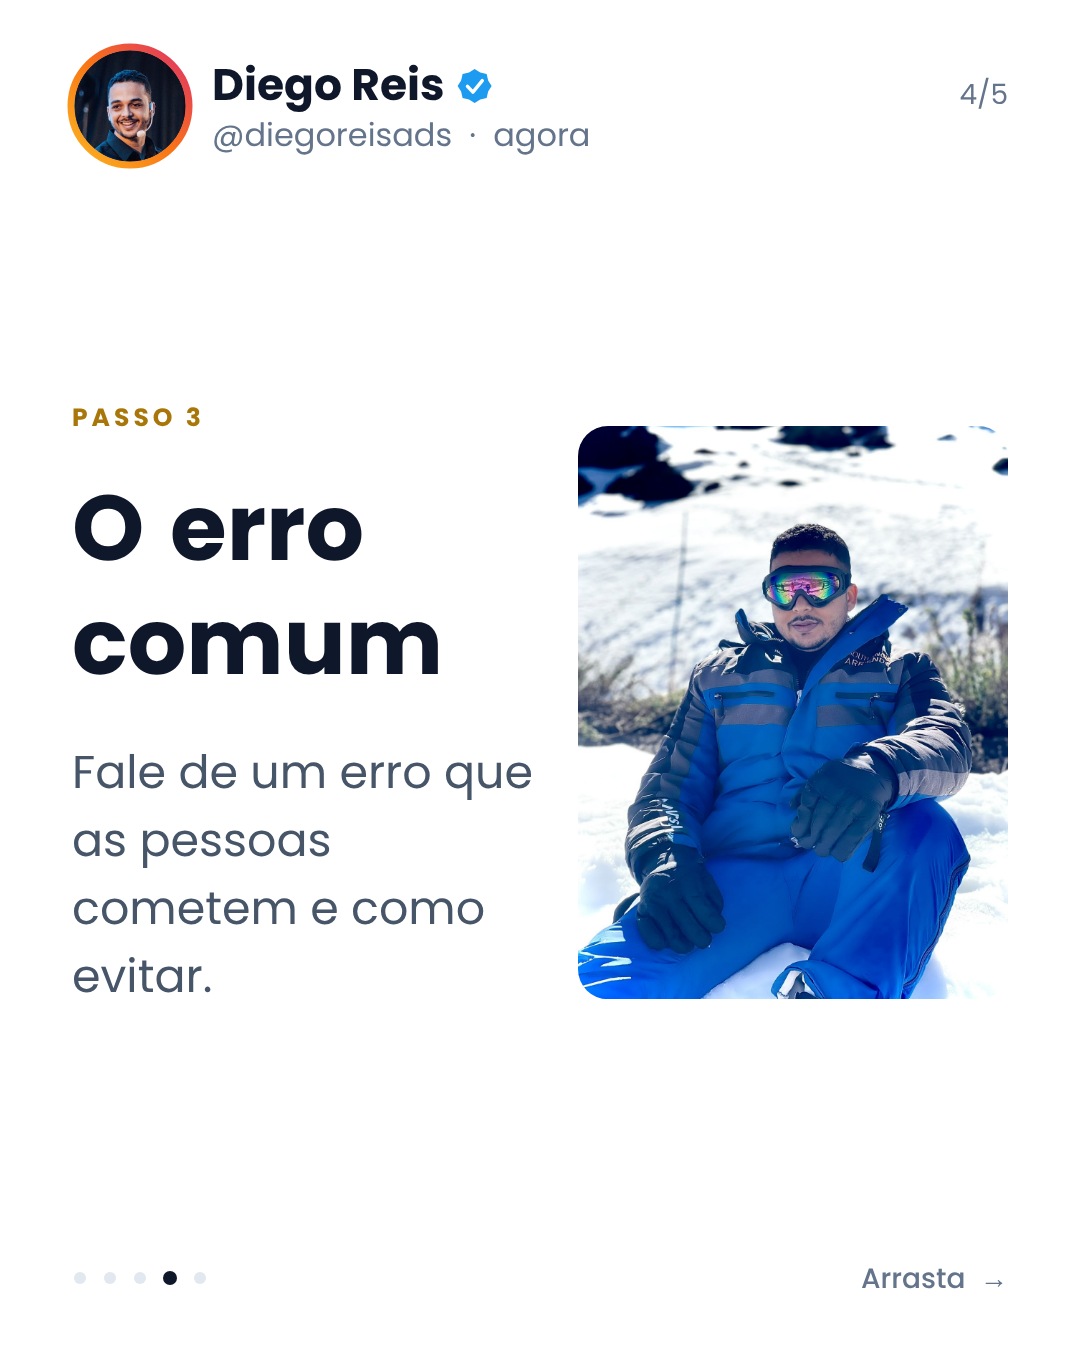 Diego Reis
@diegoreisads · agora
4/5
PASSO 3
O erro
comum
Fale de um erro que
as pessoas
cometem e como
evitar.
Arrasta →